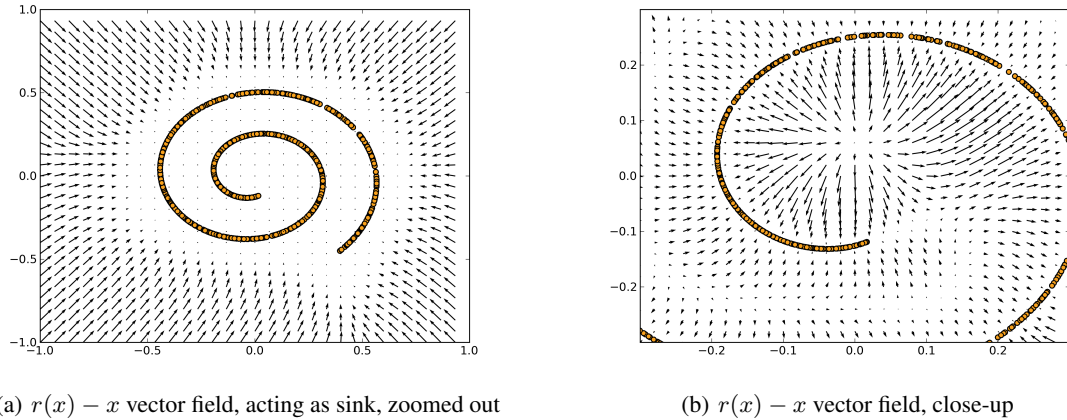 1.0
0.5
0.0
−0.5
−1.0
−1.0 −0.5 0.0 0.5 1.0
0.2
0.1
0.0
−0.1
−0.2
−0.2 −0.1 0.0 0.1 0.2
a) r(x) − x vector field, acting as sink, zoomed out
(b) r(x) − x vector field, close-up